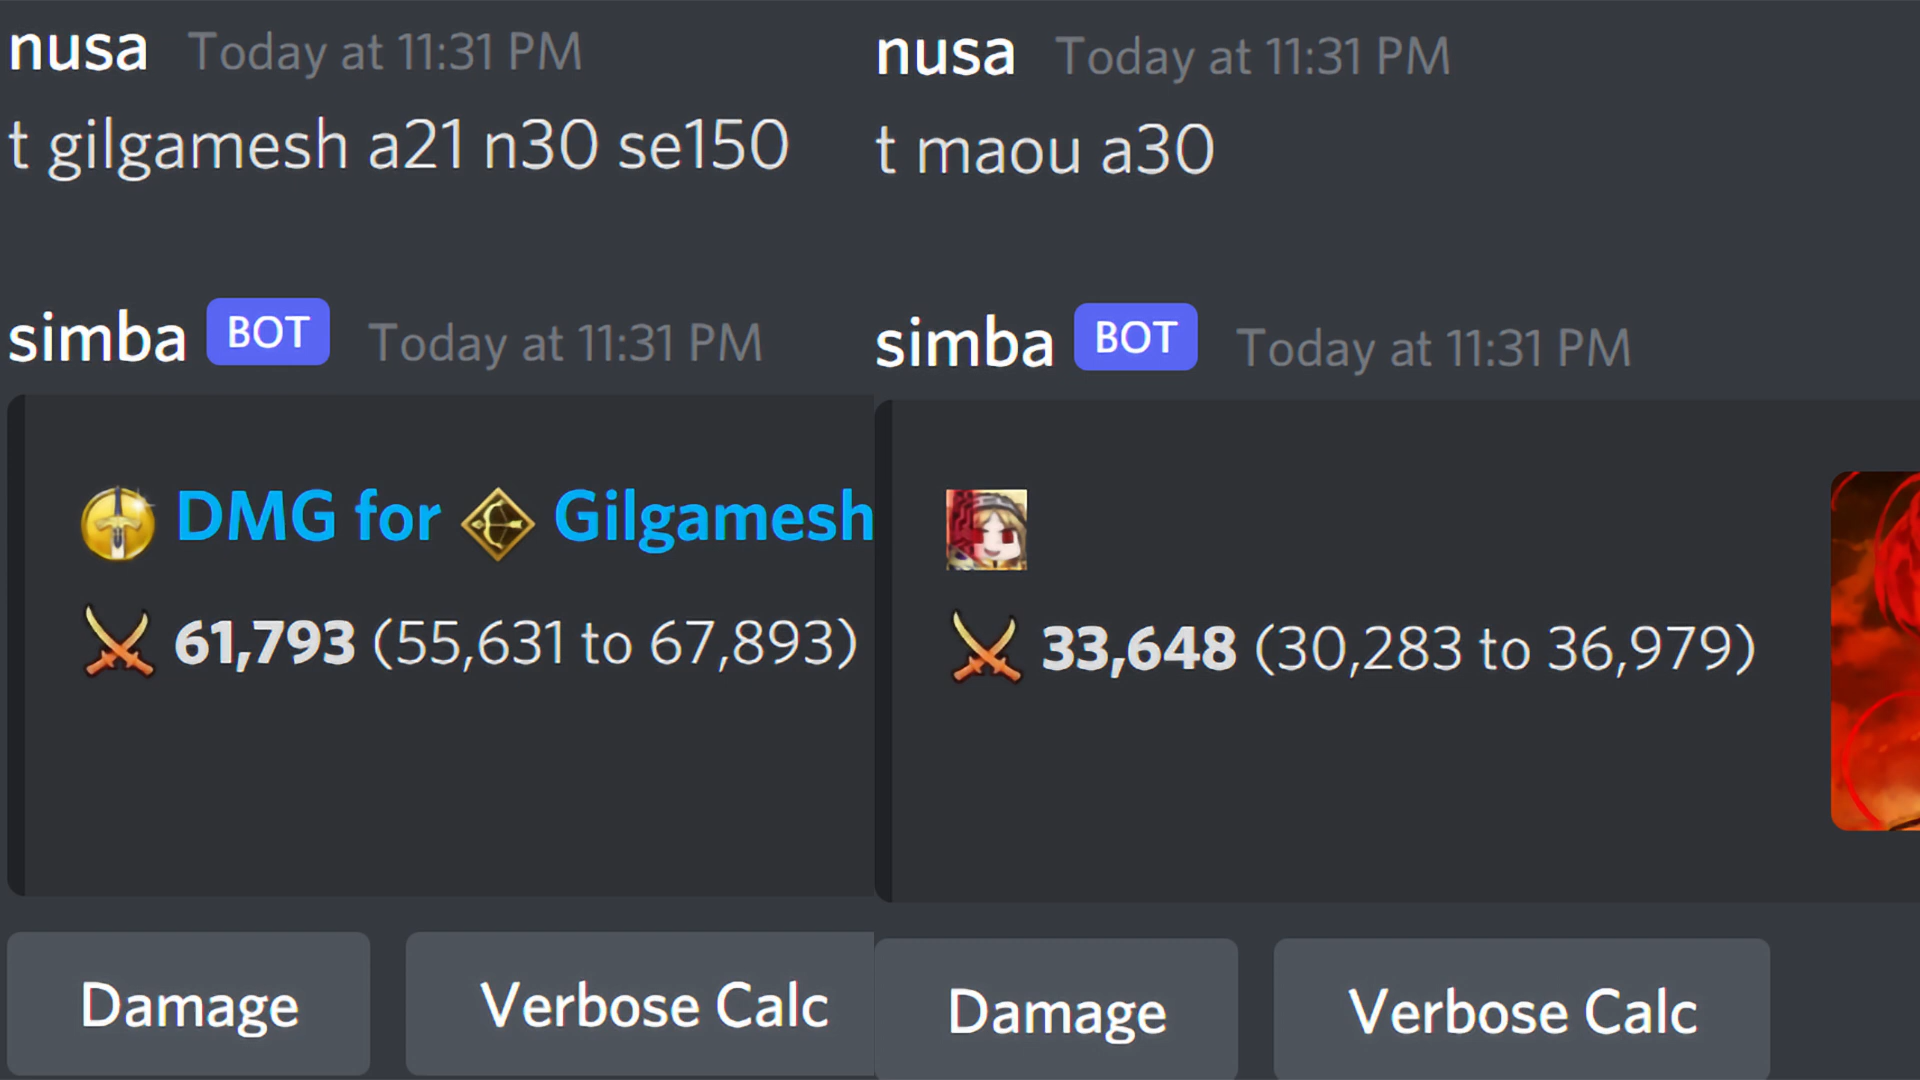 nusa Today at 11:31 PM
t gilgamesh a21 n30 se150
simba BOT Today at 11:31 PM
DMG for Gilgamesh
61,793 (55,631 to 67,893)
Damage
Verbose Calc
nusa Today at 11:31 PM
t maou a30
simba BOT Today at 11:31 PM
33,648 (30,283 to 36,979)
Damage
Verbose Calc